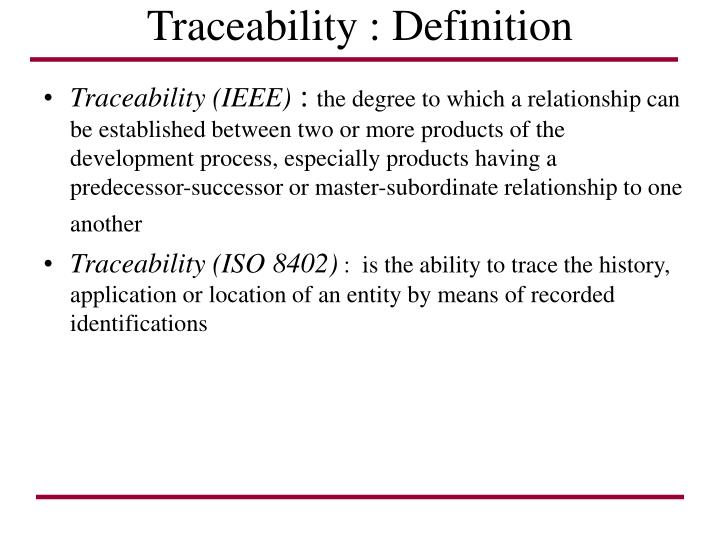 Traceability : Definition
• Traceability (IEEE) : the degree to which a relationship can
be established between two or more products of the
development process, especially products having a
predecessor-successor or master-subordinate relationship to one
another
• Traceability (ISO 8402) :  is the ability to trace the history,
application or location of an entity by means of recorded
identifications